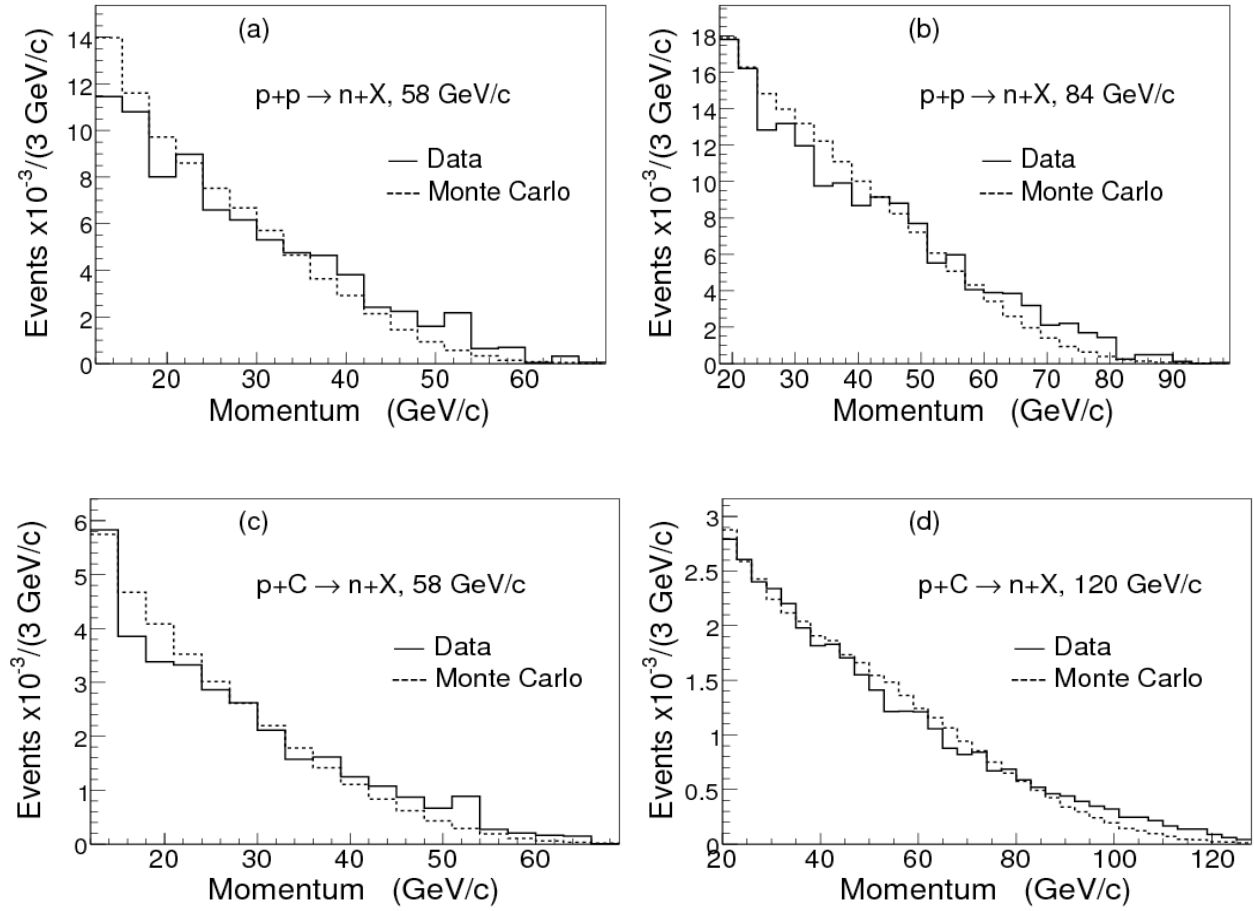 (a)
p+p → n+X, 58 GeV/c
Data
Monte Carlo
Events x10⁻³/(3 GeV/c)
14
12
10
8
6
4
2
0
20
30
40
50
60
Momentum (GeV/c)
(b)
p+p → n+X, 84 GeV/c
Data
Monte Carlo
Events x10⁻³/(3 GeV/c)
18
16
14
12
10
8
6
4
2
0
20
30
40
50
60
70
80
90
Momentum (GeV/c)
(c)
p+C → n+X, 58 GeV/c
Data
Monte Carlo
Events x10⁻³/(3 GeV/c)
6
5
4
3
2
1
0
20
30
40
50
60
Momentum (GeV/c)
(d)
p+C → n+X, 120 GeV/c
Data
Monte Carlo
Events x10⁻³/(3 GeV/c)
3
2.5
2
1.5
1
0.5
0
20
40
60
80
100
120
Momentum (GeV/c)